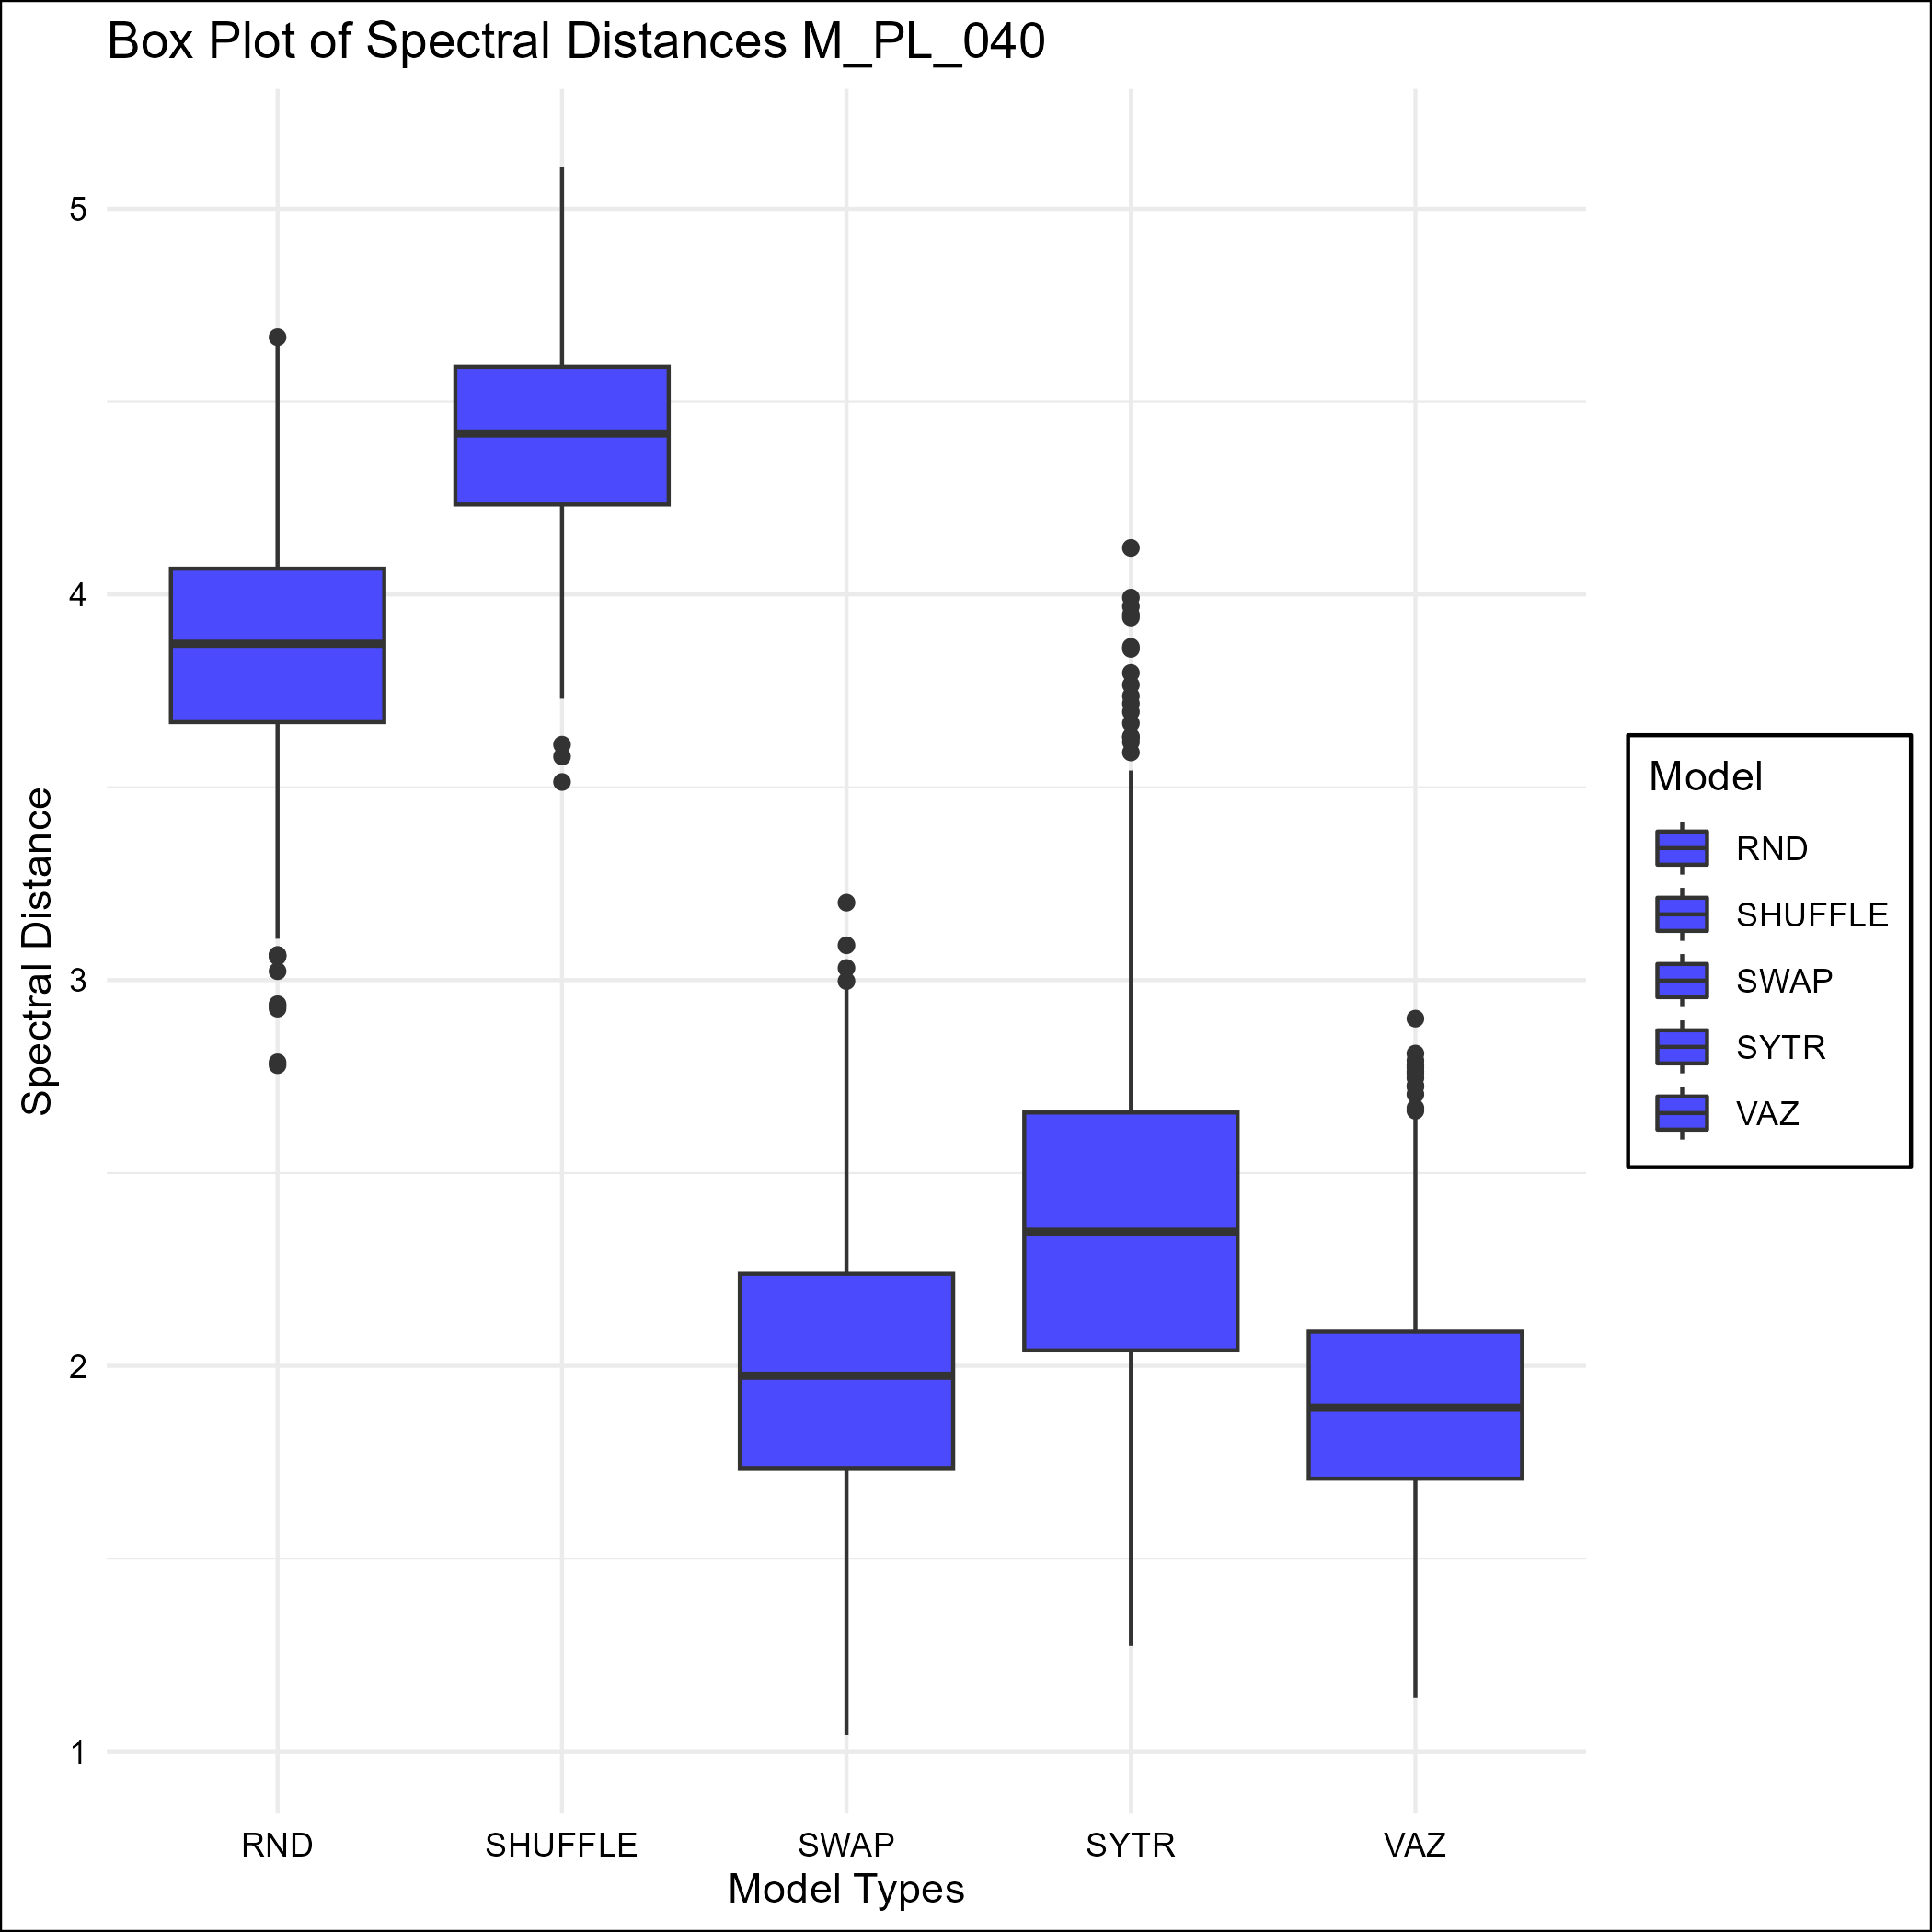 Box Plot of Spectral Distances M_PL_040
5
4
3
2
1
Spectral Distance
RND
SHUFFLE
SWAP
SYTR
VAZ
Model Types
Model
RND
SHUFFLE
SWAP
SYTR
VAZ